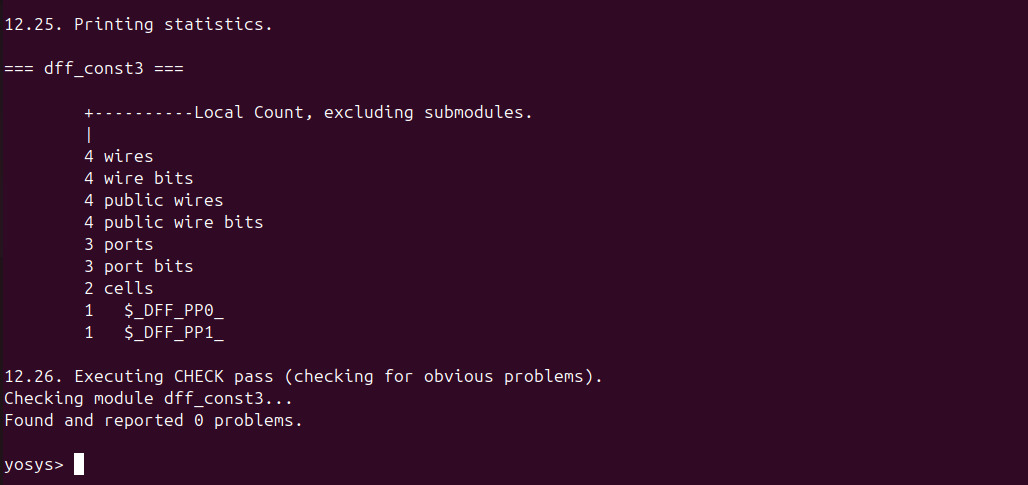 12.25. Printing statistics.
=== dff_const3 ===
+----------Local Count, excluding submodules.
|
4 wires
4 wire bits
4 public wires
4 public wire bits
3 ports
3 port bits
2 cells
1   $_DFF_PP0_
1   $_DFF_PP1_
12.26. Executing CHECK pass (checking for obvious problems).
Checking module dff_const3...
Found and reported 0 problems.
yosys>